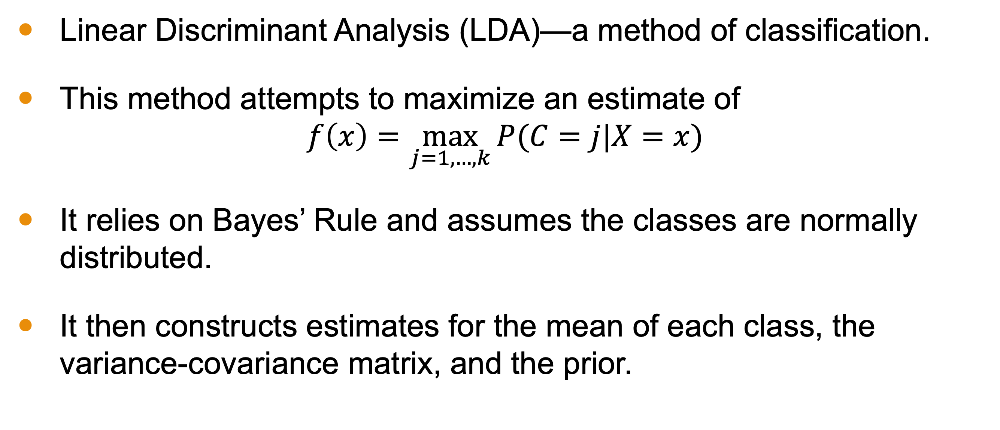 • Linear Discriminant Analysis (LDA)—a method of classification.
• This method attempts to maximize an estimate of
f(x) = max P(C = j|X = x)
j=1,...,k
• It relies on Bayes’ Rule and assumes the classes are normally
distributed.
• It then constructs estimates for the mean of each class, the
variance-covariance matrix, and the prior.